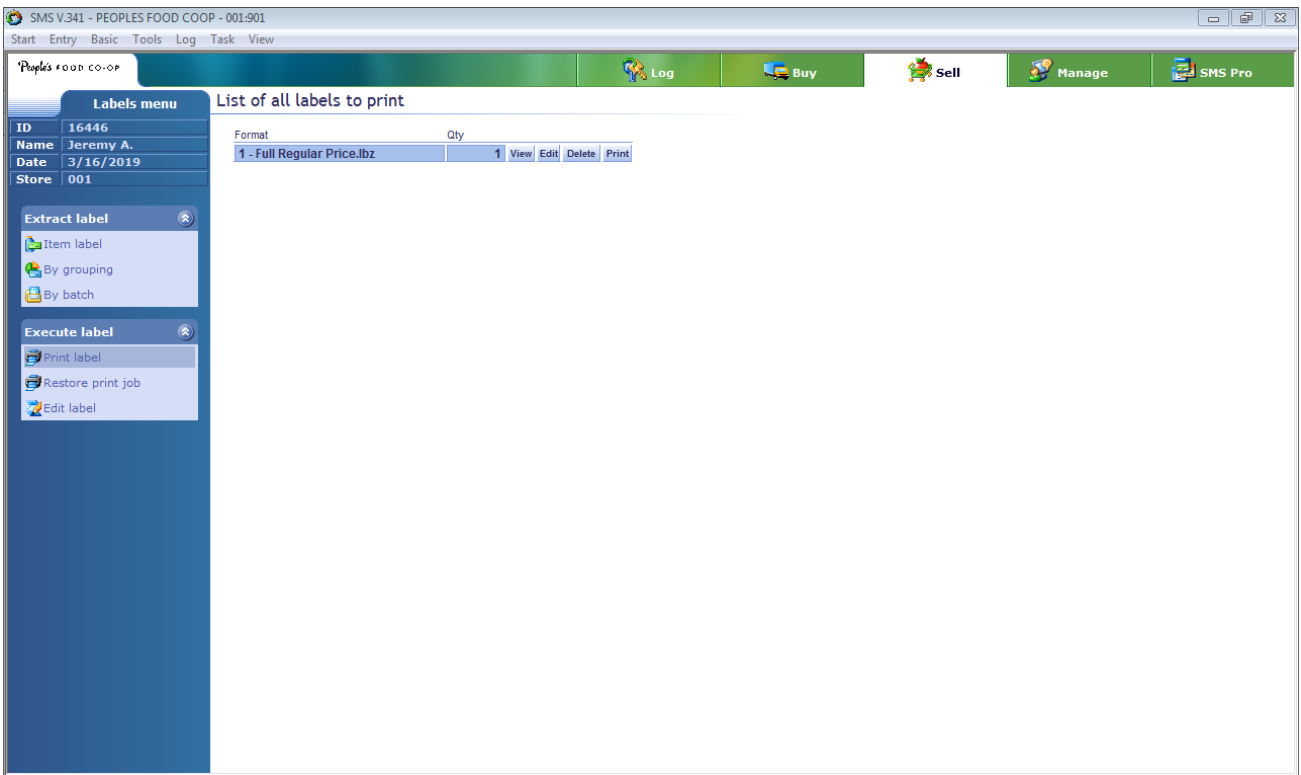 SMS V.341 - PEOPLES FOOD COOP - 001:901
Start Entry Basic Tools Log Task View
People's FOOD CO-OP
Log Buy Sell Manage SMS Pro
Labels menu
List of all labels to print
ID 16446
Name Jeremy A.
Date 3/16/2019
Store 001
Format Qty
1 - Full Regular Price.lbz 1 View Edit Delete Print
Extract label
Item label
By grouping
By batch
Execute label
Print label
Restore print job
Edit label